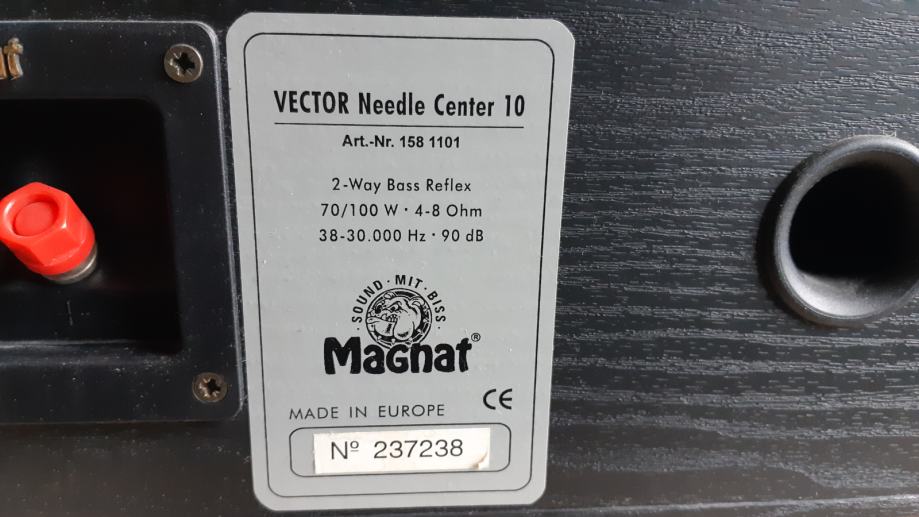 VECTOR Needle Center 10
Art.-Nr. 158 1101
2-Way Bass Reflex
70/100 W · 4-8 Ohm
38-30.000 Hz · 90 dB
SOUND · MIT · BISS
Magnat®
MADE IN EUROPE CE
Nº 237238